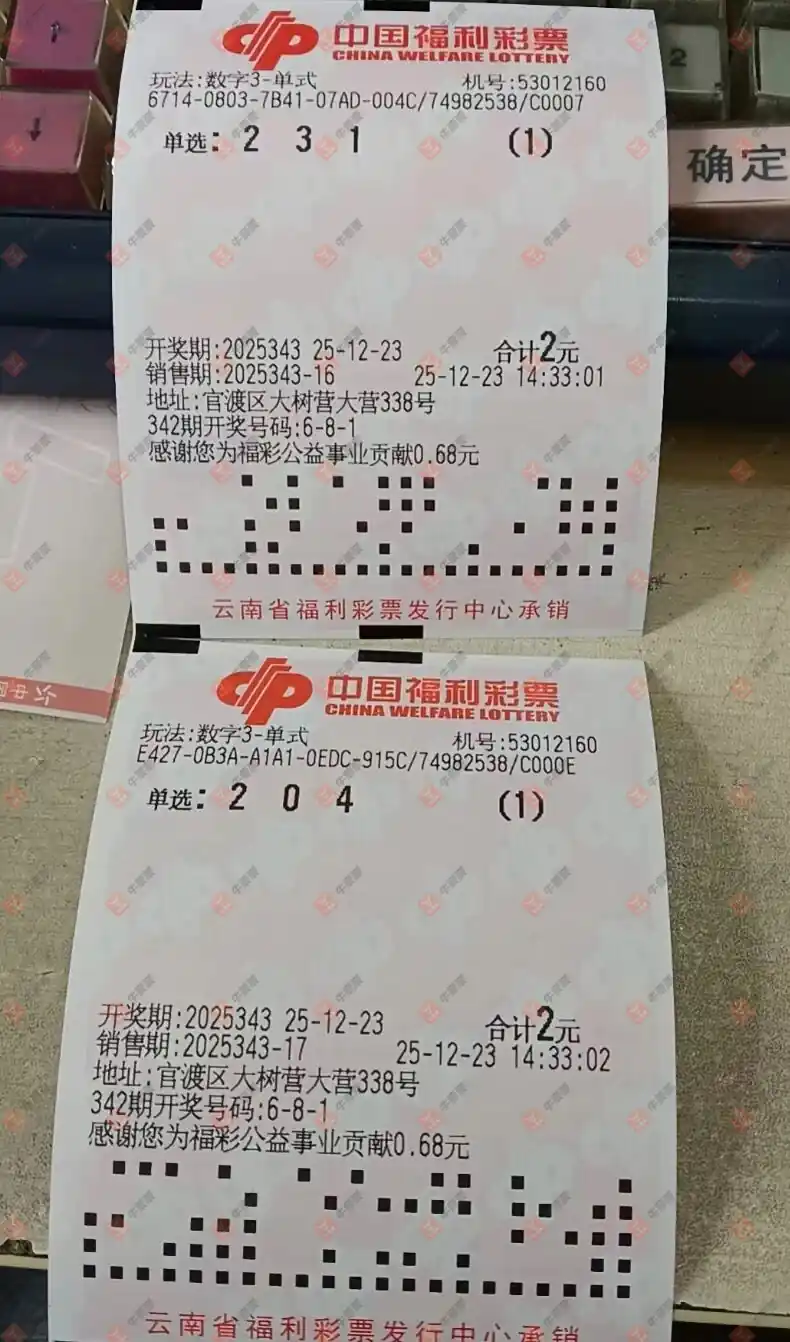 中国福利彩票
CHINA WELFARE LOTTERY
玩法:数字3-单式 机号:53012160
6714-0803-7B41-07AD-004C/74982538/C0007
单选: 2 3 1 (1)
确定
开奖期:2025343 25-12-23 合计2元
销售期:2025343-16 25-12-23 14:33:01
地址:官渡区大树营大营338号
342期开奖号码:6-8-1
感谢您为福彩公益事业贡献0.68元
云南省福利彩票发行中心承销
中国福利彩票
CHINA WELFARE LOTTERY
玩法:数字3-单式 机号:53012160
E427-0B3A-A1A1-0EDC-915C/74982538/C000E
单选: 2 0 4 (1)
开奖期:2025343 25-12-23 合计2元
销售期:2025343-17 25-12-23 14:33:02
地址:官渡区大树营大营338号
342期开奖号码:6-8-1
感谢您为福彩公益事业贡献0.68元
云南省福利彩票发行中心承销